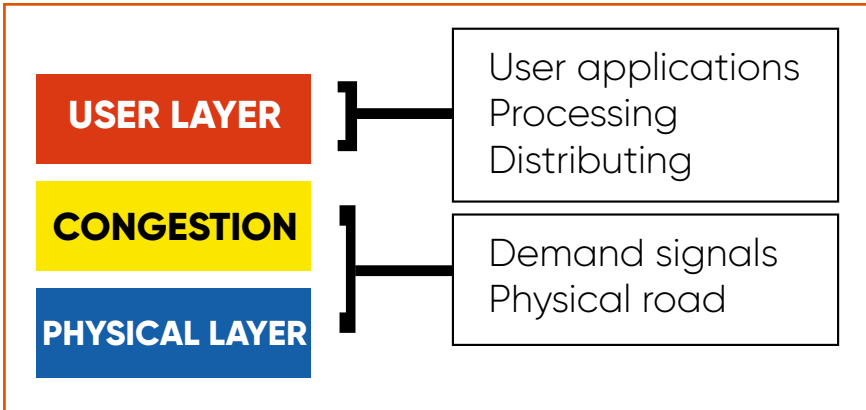 USER LAYER
User applications
Processing
Distributing
CONGESTION
PHYSICAL LAYER
Demand signals
Physical road